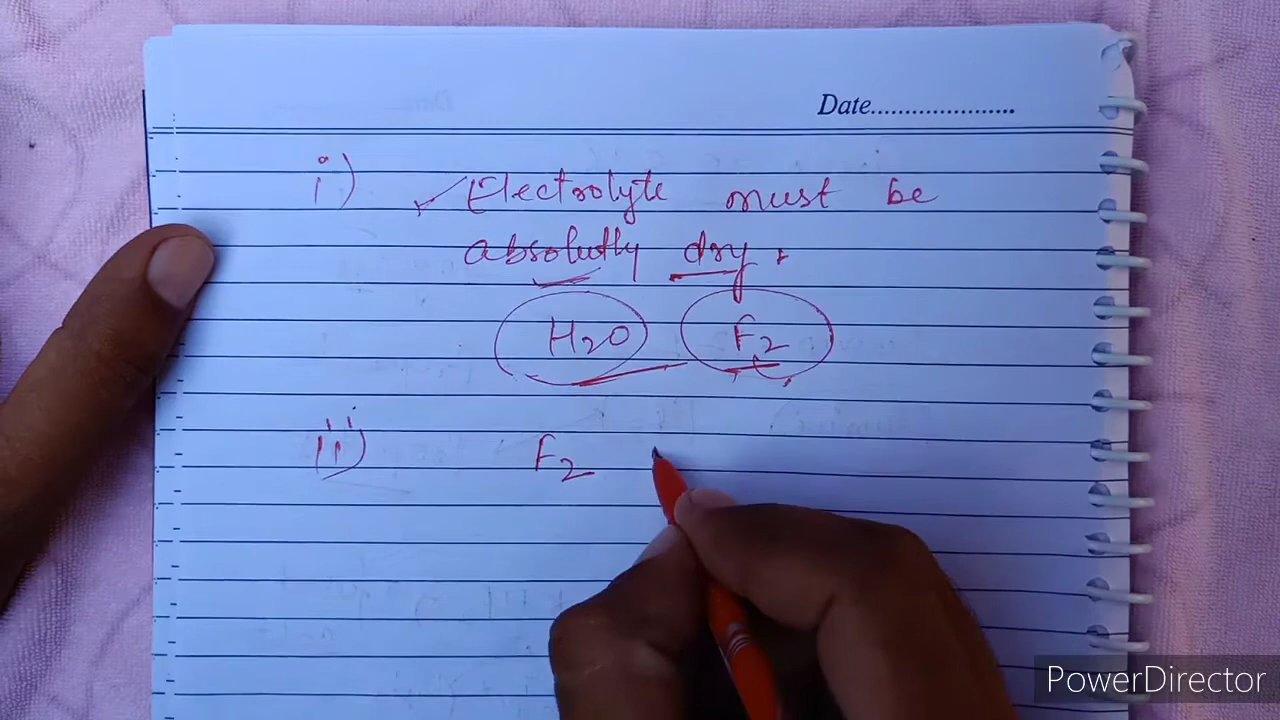 Date.....................
i) Electrolyte must be
absolutly dry.
H2O F2
ii) F2
PowerDirector